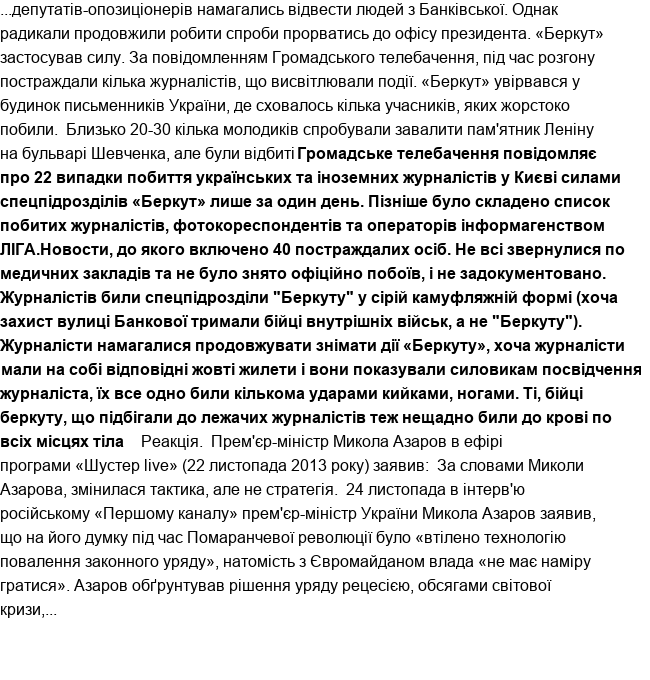 ...депутатів-опозиціонерів намагались відвести людей з Банківської. Однак
радикали продовжили робити спроби прорватись до офісу президента. «Беркут»
застосував силу. За повідомленням Громадського телебачення, під час розгону
постраждали кілька журналістів, що висвітлювали події. «Беркут» увірвався у
будинок письменників України, де сховалось кілька учасників, яких жорстоко
побили. Близько 20-30 кілька молодиків спробували завалити пам'ятник Леніну
на бульварі Шевченка, але були відбиті Громадське телебачення повідомляє
про 22 випадки побиття українських та іноземних журналістів у Києві силами
спецпідрозділів «Беркут» лише за один день. Пізніше було складено список
побитих журналістів, фотокореспондентів та операторів інформагенством
ЛІГА.Новости, до якого включено 40 постраждалих осіб. Не всі звернулися по
медичних закладів та не було знято офіційно побоїв, і не задокументовано.
Журналістів били спецпідрозділи "Беркуту" у сірій камуфляжній формі (хоча
захист вулиці Банкової тримали бійці внутрішніх військ, а не "Беркуту").
Журналісти намагалися продовжувати знімати дії «Беркуту», хоча журналісти
мали на собі відповідні жовті жилети і вони показували силовикам посвідчення
журналіста, їх все одно били кількома ударами кийками, ногами. Ті, бійці
беркуту, що підбігали до лежачих журналістів теж нещадно били до крові по
всіх місцях тіла Реакція. Прем'єр-міністр Микола Азаров в ефірі
програми «Шустер live» (22 листопада 2013 року) заявив: За словами Миколи
Азарова, змінилася тактика, але не стратегія. 24 листопада в інтерв'ю
російському «Першому каналу» прем'єр-міністр України Микола Азаров заявив,
що на його думку під час Помаранчевої революції було «втілено технологію
повалення законного уряду», натомість з Євромайданом влада «не має наміру
гратися». Азаров обґрунтував рішення уряду рецесією, обсягами світової
кризи,...